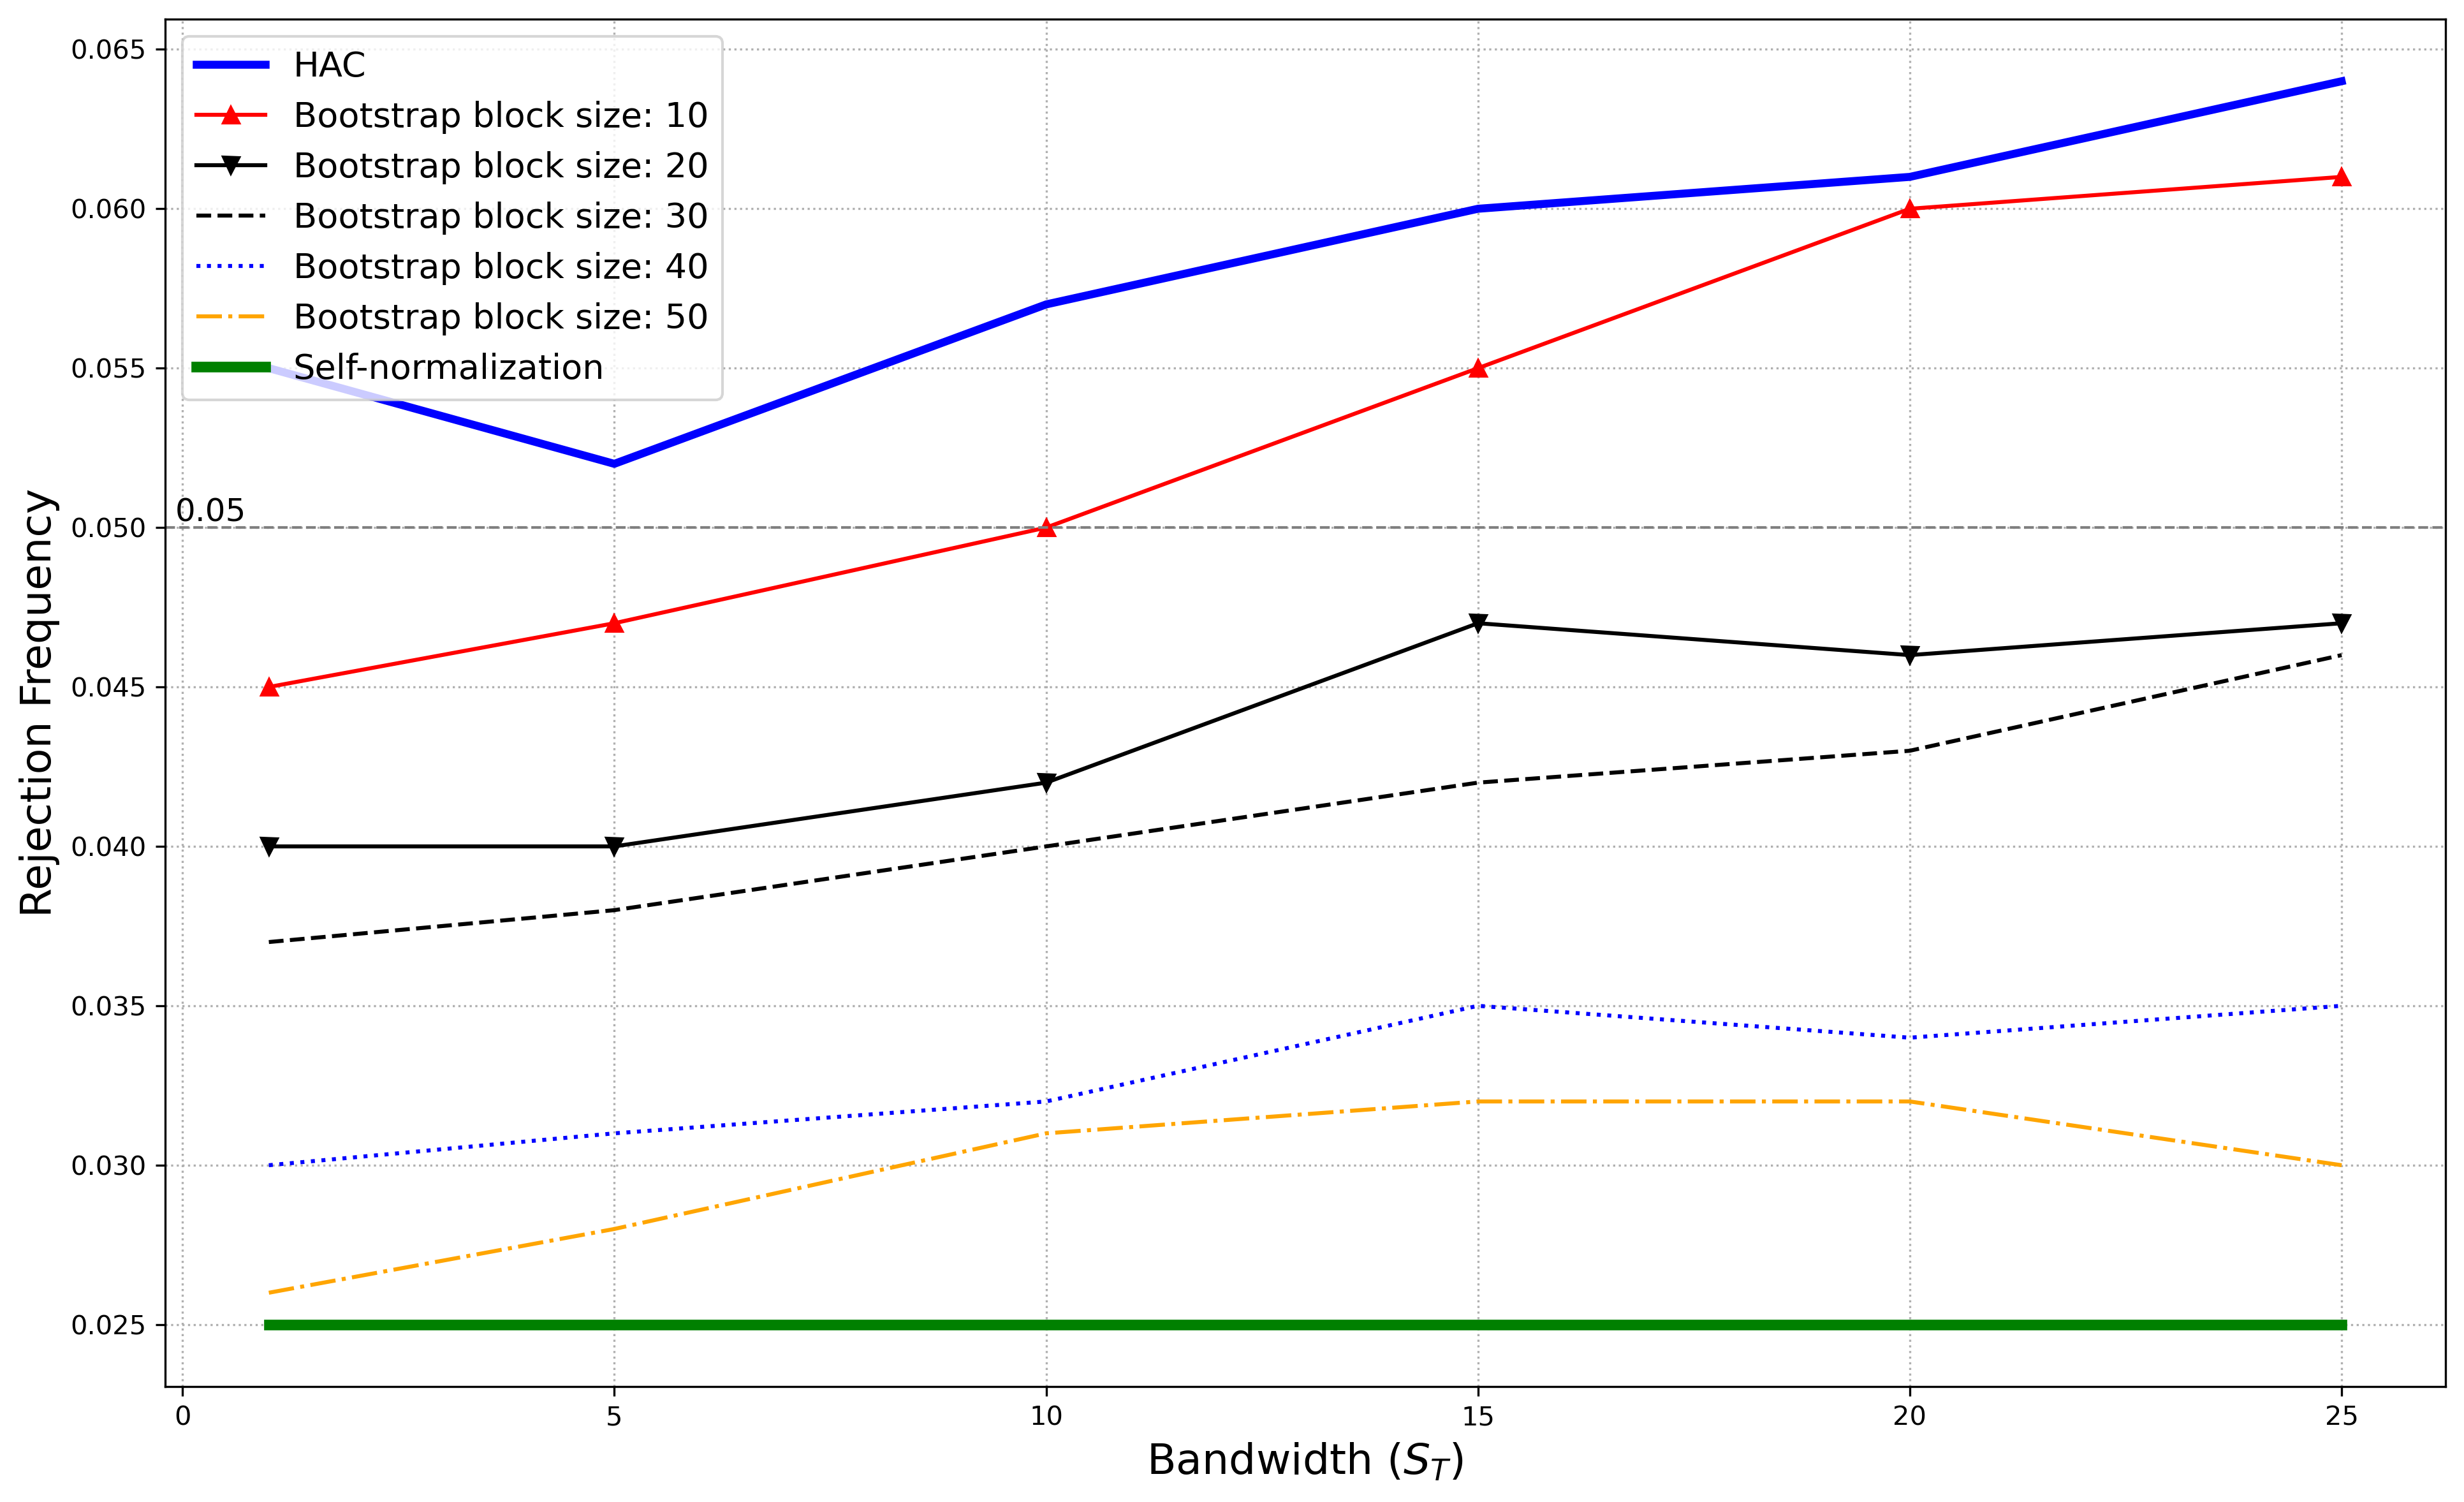 HAC
Bootstrap block size: 10
Bootstrap block size: 20
Bootstrap block size: 30
Bootstrap block size: 40
Bootstrap block size: 50
Self-normalization
0.065
0.060
0.055
0.050
0.045
0.040
0.035
0.030
0.025
0.05
Rejection Frequency
0 5 10 15 20 25
Bandwidth (S_T)